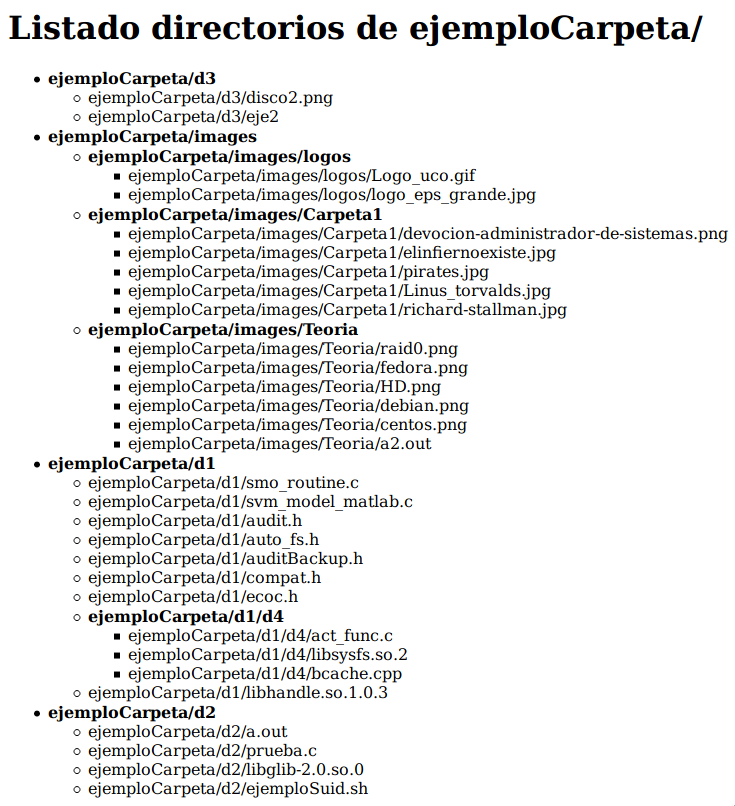 Listado directorios de ejemploCarpeta/
ejemploCarpeta/d3
ejemploCarpeta/d3/disco2.png
ejemploCarpeta/d3/eje2
ejemploCarpeta/images
ejemploCarpeta/images/logos
ejemploCarpeta/images/logos/Logo_uco.gif
ejemploCarpeta/images/logos/logo_eps_grande.jpg
ejemploCarpeta/images/Carpeta1
ejemploCarpeta/images/Carpeta1/devocion-administrador-de-sistemas.png
ejemploCarpeta/images/Carpeta1/elinfiernoexiste.jpg
ejemploCarpeta/images/Carpeta1/pirates.jpg
ejemploCarpeta/images/Carpeta1/Linus_torvalds.jpg
ejemploCarpeta/images/Carpeta1/richard-stallman.jpg
ejemploCarpeta/images/Teoria
ejemploCarpeta/images/Teoria/raid0.png
ejemploCarpeta/images/Teoria/fedora.png
ejemploCarpeta/images/Teoria/HD.png
ejemploCarpeta/images/Teoria/debian.png
ejemploCarpeta/images/Teoria/centos.png
ejemploCarpeta/images/Teoria/a2.out
ejemploCarpeta/d1
ejemploCarpeta/d1/smo_routine.c
ejemploCarpeta/d1/svm_model_matlab.c
ejemploCarpeta/d1/audit.h
ejemploCarpeta/d1/auto_fs.h
ejemploCarpeta/d1/auditBackup.h
ejemploCarpeta/d1/compat.h
ejemploCarpeta/d1/ecoc.h
ejemploCarpeta/d1/d4
ejemploCarpeta/d1/d4/act_func.c
ejemploCarpeta/d1/d4/libsysfs.so.2
ejemploCarpeta/d1/d4/bcache.cpp
ejemploCarpeta/d1/libhandle.so.1.0.3
ejemploCarpeta/d2
ejemploCarpeta/d2/a.out
ejemploCarpeta/d2/prueba.c
ejemploCarpeta/d2/libglib-2.0.so.0
ejemploCarpeta/d2/ejemploSuid.sh